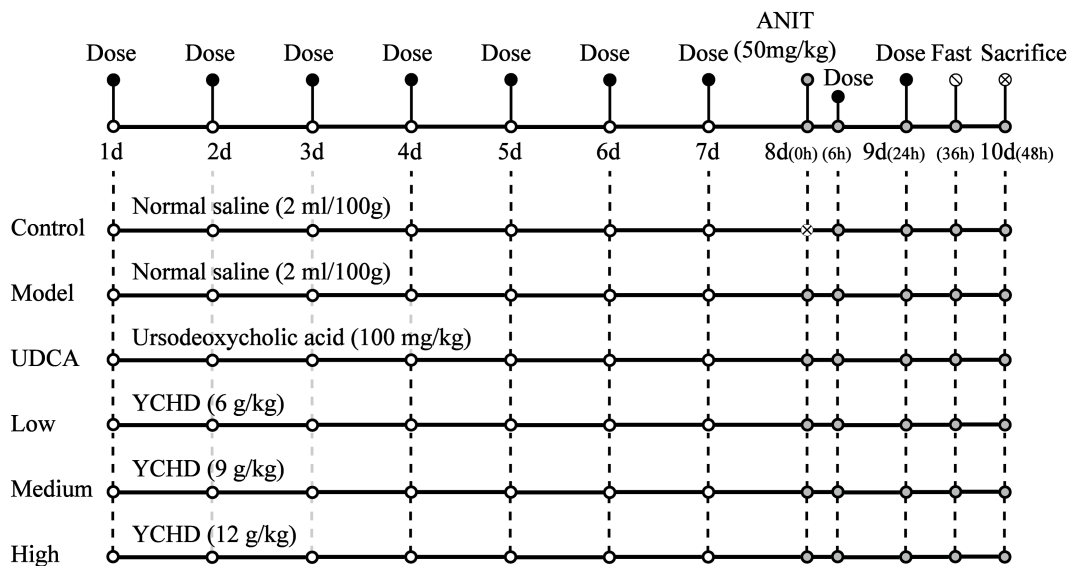 ANIT
Dose Dose Dose Dose Dose Dose Dose (50mg/kg) Dose Dose Fast Sacrifice
1d 2d 3d 4d 5d 6d 7d 8d(0h) (6h) 9d(24h) (36h) 10d(48h)
Normal saline (2 ml/100g)
Control
Normal saline (2 ml/100g)
Model
Ursodeoxycholic acid (100 mg/kg)
UDCA
YCHD (6 g/kg)
Low
YCHD (9 g/kg)
Medium
YCHD (12 g/kg)
High